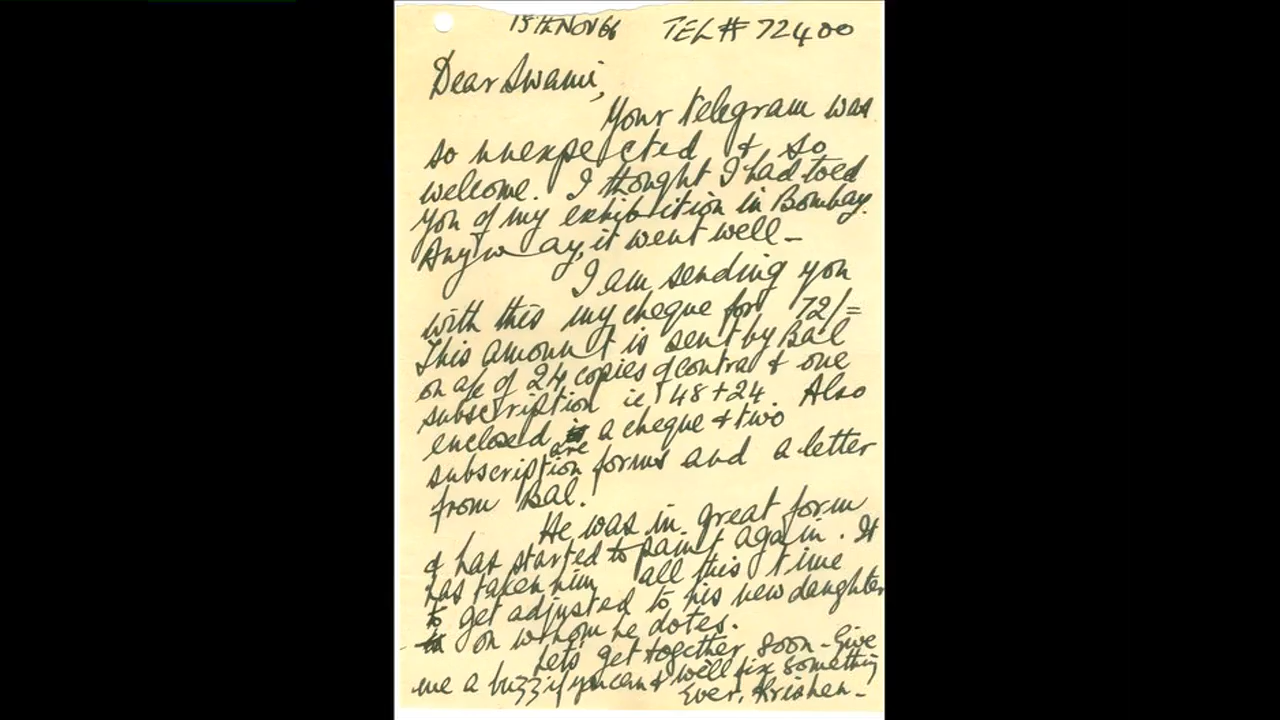 15th NOV 66 TEL # 72400
Dear Swami,
Your telegram was
so unexpected & so
welcome. I thought I had told
you of my exhibition in Bombay.
Anyway, it went well –
I am sending you
with this my cheque for 72/=
This amount is sent by Bal
on a/c of 24 copies of contra & one
subscription ie 48+24. Also
enclosed are a cheque & two
subscription forms and a letter
from Bal.
He was in great form
& has started to paint again. It
has taken him all this time
to get adjusted to his new daughter
on whom he dotes.
Let's get together soon – Give
me a buzz if you can & we'll fix something
Ever, Krishen –